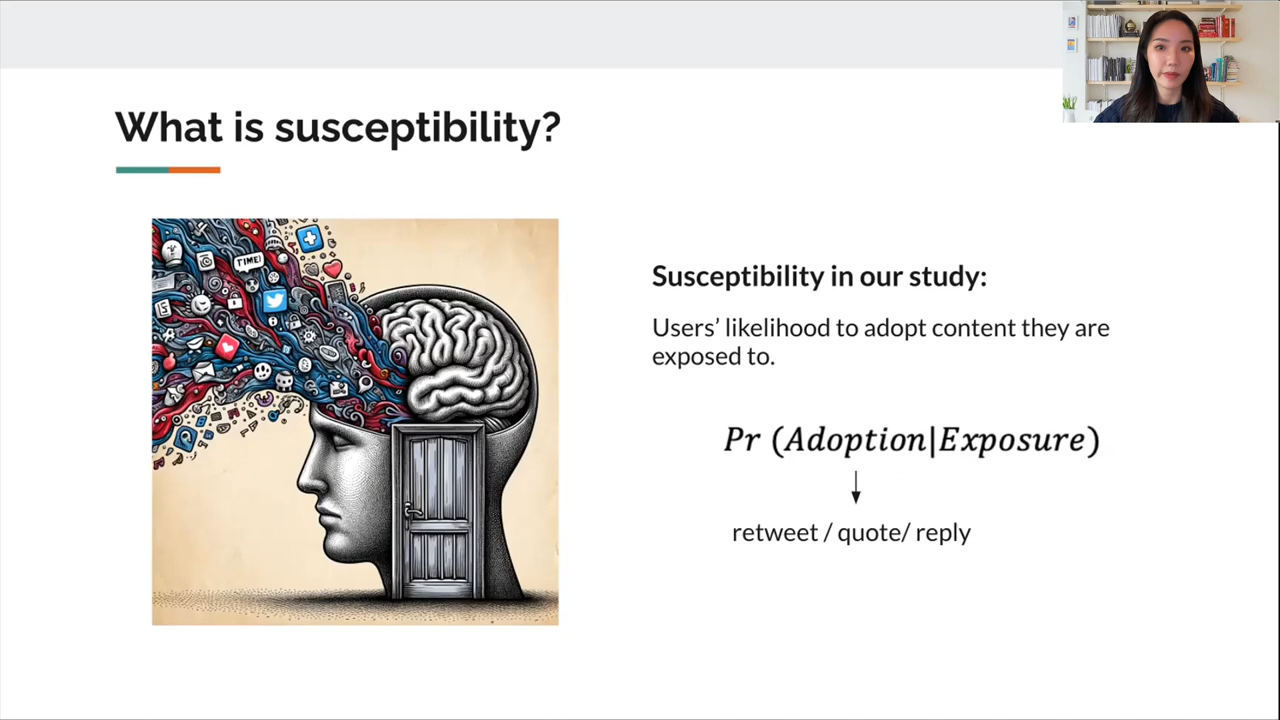 What is susceptibility?
TIME!
Susceptibility in our study:
Users’ likelihood to adopt content they are
exposed to.
Pr (Adoption|Exposure)
retweet / quote/ reply